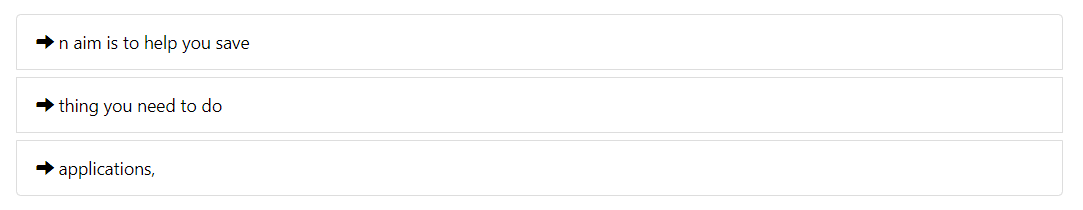 ➡ n aim is to help you save
➡ thing you need to do
➡ applications,